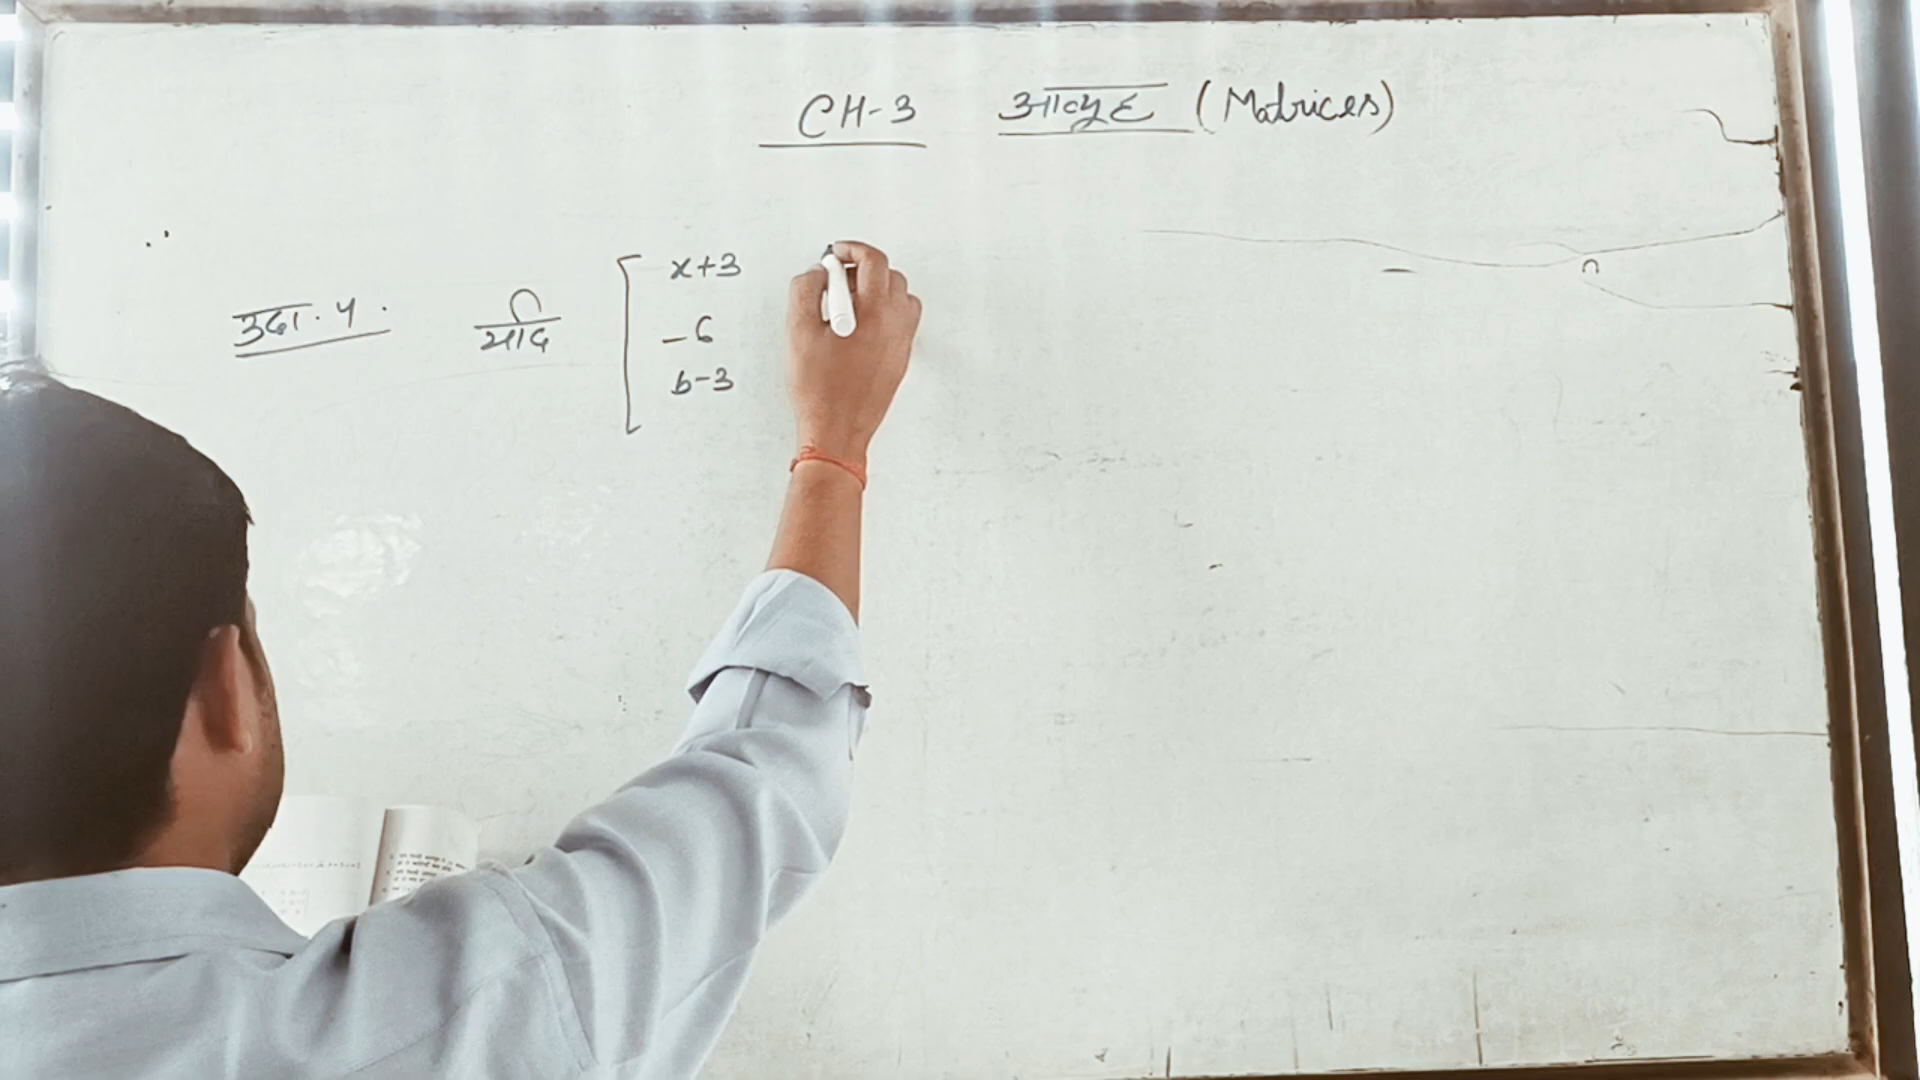 CH-3 आव्यूह (Matrices)
उदा. 4. यदि [ x+3
-6
b-3